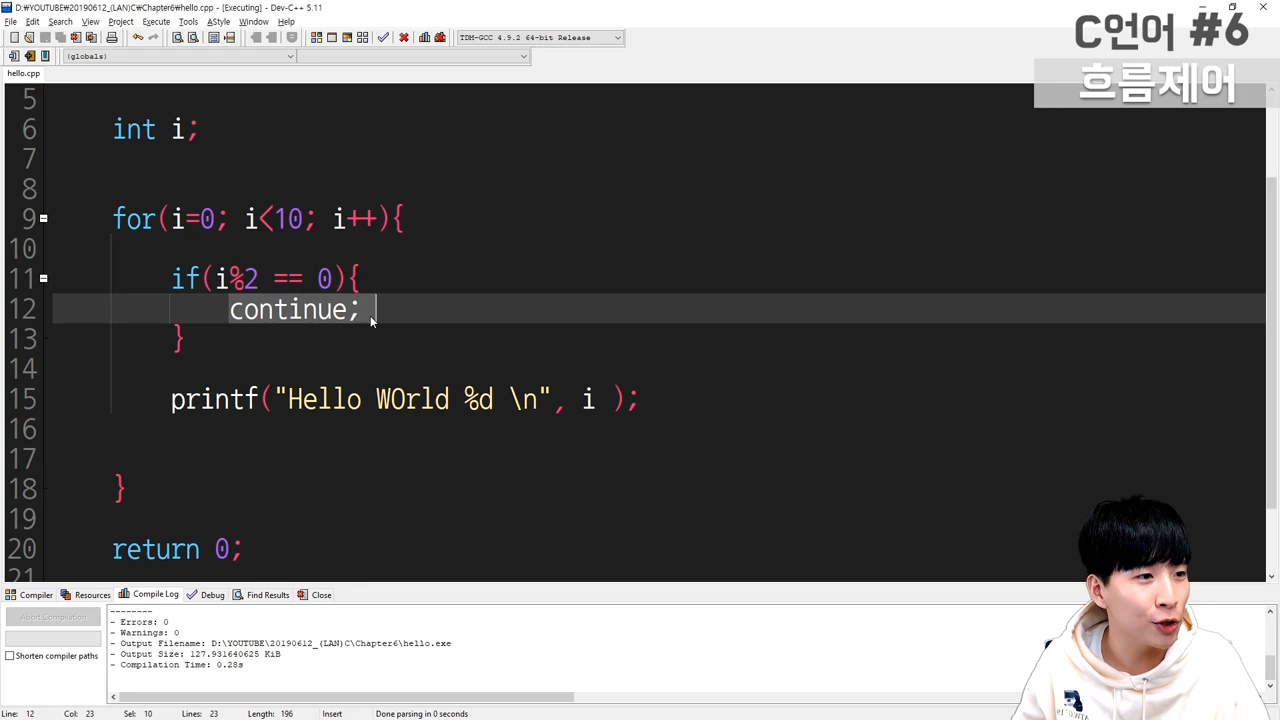 D:₩YOUTUBE₩20190612_(LAN)C₩Chapter6₩hello.cpp - [Executing] - Dev-C++ 5.11
File Edit Search View Project Execute Tools AStyle Window Help
TDM-GCC 4.9.2 64-bit Release
(globals)
hello.cpp
C언어 #6
흐름제어
5
6 int i;
7
8
9 for(i=0; i<10; i++){
10
11 if(i%2 == 0){
12 continue;
13 }
14
15 printf("Hello WOrld %d \n", i );
16
17
18 }
19
20 return 0;
21
Compiler Resources Compile Log Debug Find Results Close
Abort Compilation
Shorten compiler paths
--------
- Errors: 0
- Warnings: 0
- Output Filename: D:\YOUTUBE\20190612_(LAN)C\Chapter6\hello.exe
- Output Size: 127.931640625 KiB
- Compilation Time: 0.28s
Line: 12 Col: 23 Sel: 10 Lines: 23 Length: 196 Insert Done parsing in 0 seconds